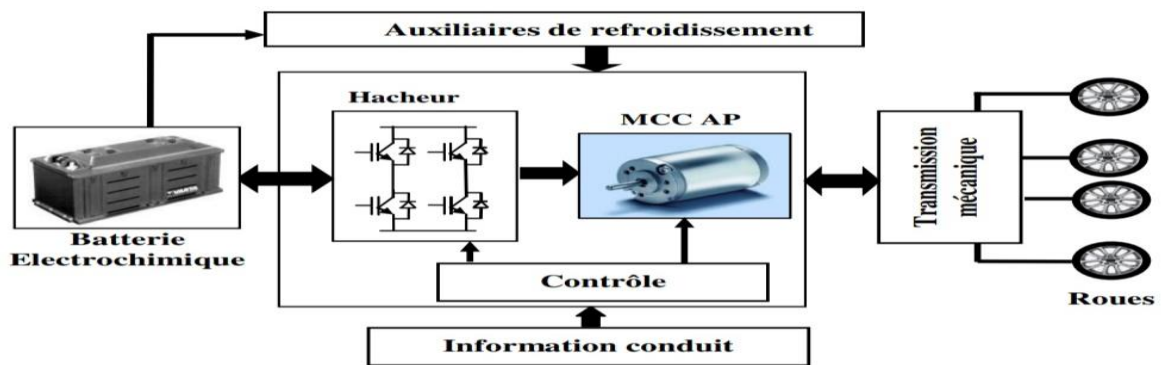 Auxiliaires de refroidissement
Hacheur
MCC AP
Batterie
Electrochimique
Transmission
mécanique
Contrôle
Roues
Information conduit